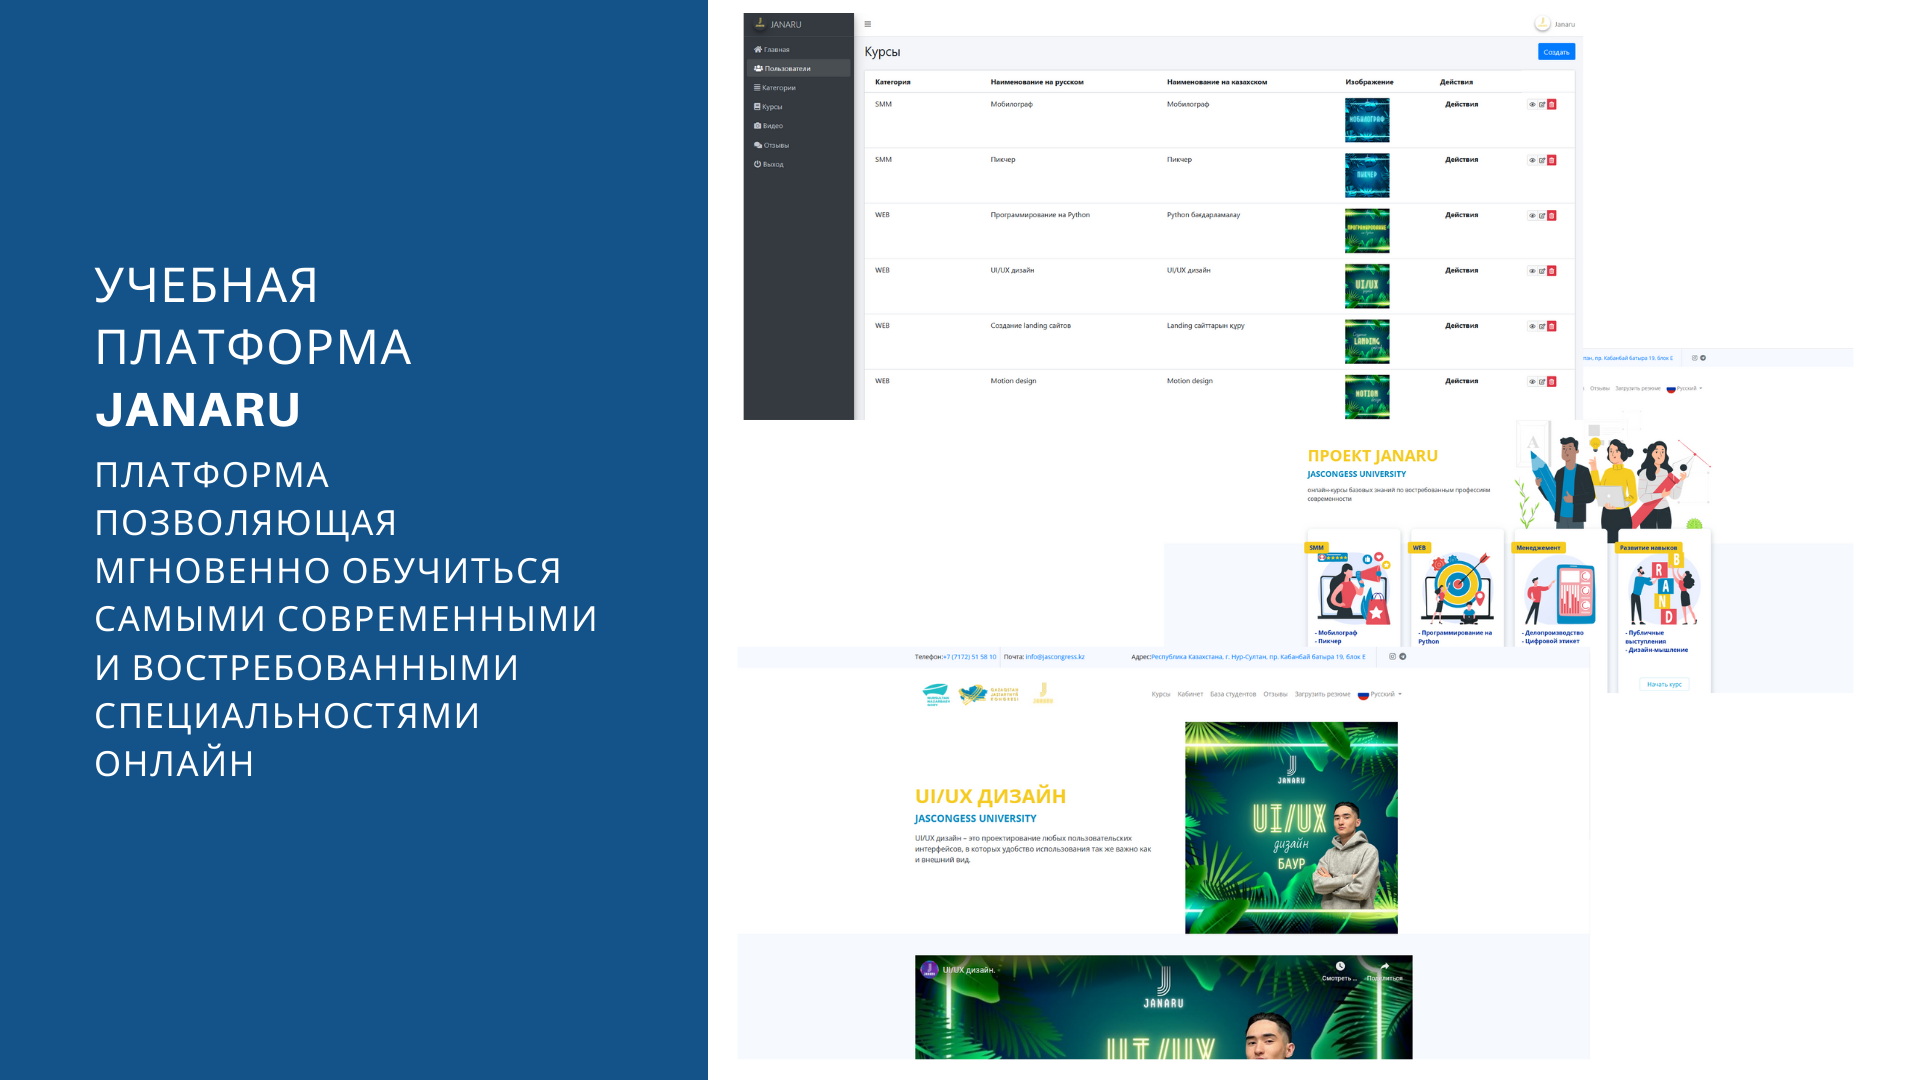 УЧЕБНАЯ
ПЛАТФОРМА
JANARU
ПЛАТФОРМА
ПОЗВОЛЯЮЩАЯ
МГНОВЕННО ОБУЧИТЬСЯ
САМЫМИ СОВРЕМЕННЫМИ
И ВОСТРЕБОВАННЫМИ
СПЕЦИАЛЬНОСТЯМИ
ОНЛАЙН
JANARU
Janaru
Главная
Пользователи
Категории
Курсы
Видео
Отзывы
Выход
Курсы
Создать
Категория Наименование на русском Наименование на казахском Изображение Действия
SMM Мобилограф Мобилограф МОБИЛОГРАФ Действия
SMM Пикчер Пикчер ПИКЧЕР Действия
WEB Программирование на Python Python бағдарламалау ПРОГРАММИРОВАНИЕ Действия
WEB UI/UX дизайн UI/UX дизайн UI/UX Действия
WEB Создание landing сайтов Landing сайттарын құру LANDING Действия
WEB Motion design Motion design MOTION Действия
пр. Кабанбай батыра 19, блок Е
Отзывы Загрузить резюме Русский
ПРОЕКТ JANARU
JASCONGESS UNIVERSITY
онлайн-курсы базовых знаний по востребованным профессиям
современности
A
SMM
- Мобилограф
- Пикчер
WEB
- Программирование на
Python
Менеджемент
- Делопроизводство
- Цифровой этикет
Развитие навыков
B
R
A
N
D
- Публичные
выступления
- Дизайн-мышление
Начать курс
Телефон:+7 (7172) 51 58 10 Почта: info@jascongress.kz Адрес:Республика Казахстана, г. Нур-Султан, пр. Кабанбай батыра 19, блок Е
JANARU
Курсы Кабинет База студентов Отзывы Загрузить резюме Русский
UI/UX ДИЗАЙН
JASCONGESS UNIVERSITY
UI/UX дизайн – это проектирование любых пользовательских
интерфейсов, в которых удобство использования так же важно как
и внешний вид.
JANARU
UI/UX
дизайн
БАУР
UI/UX дизайн.
Смотреть ... Поделиться
JANARU
UI/UX